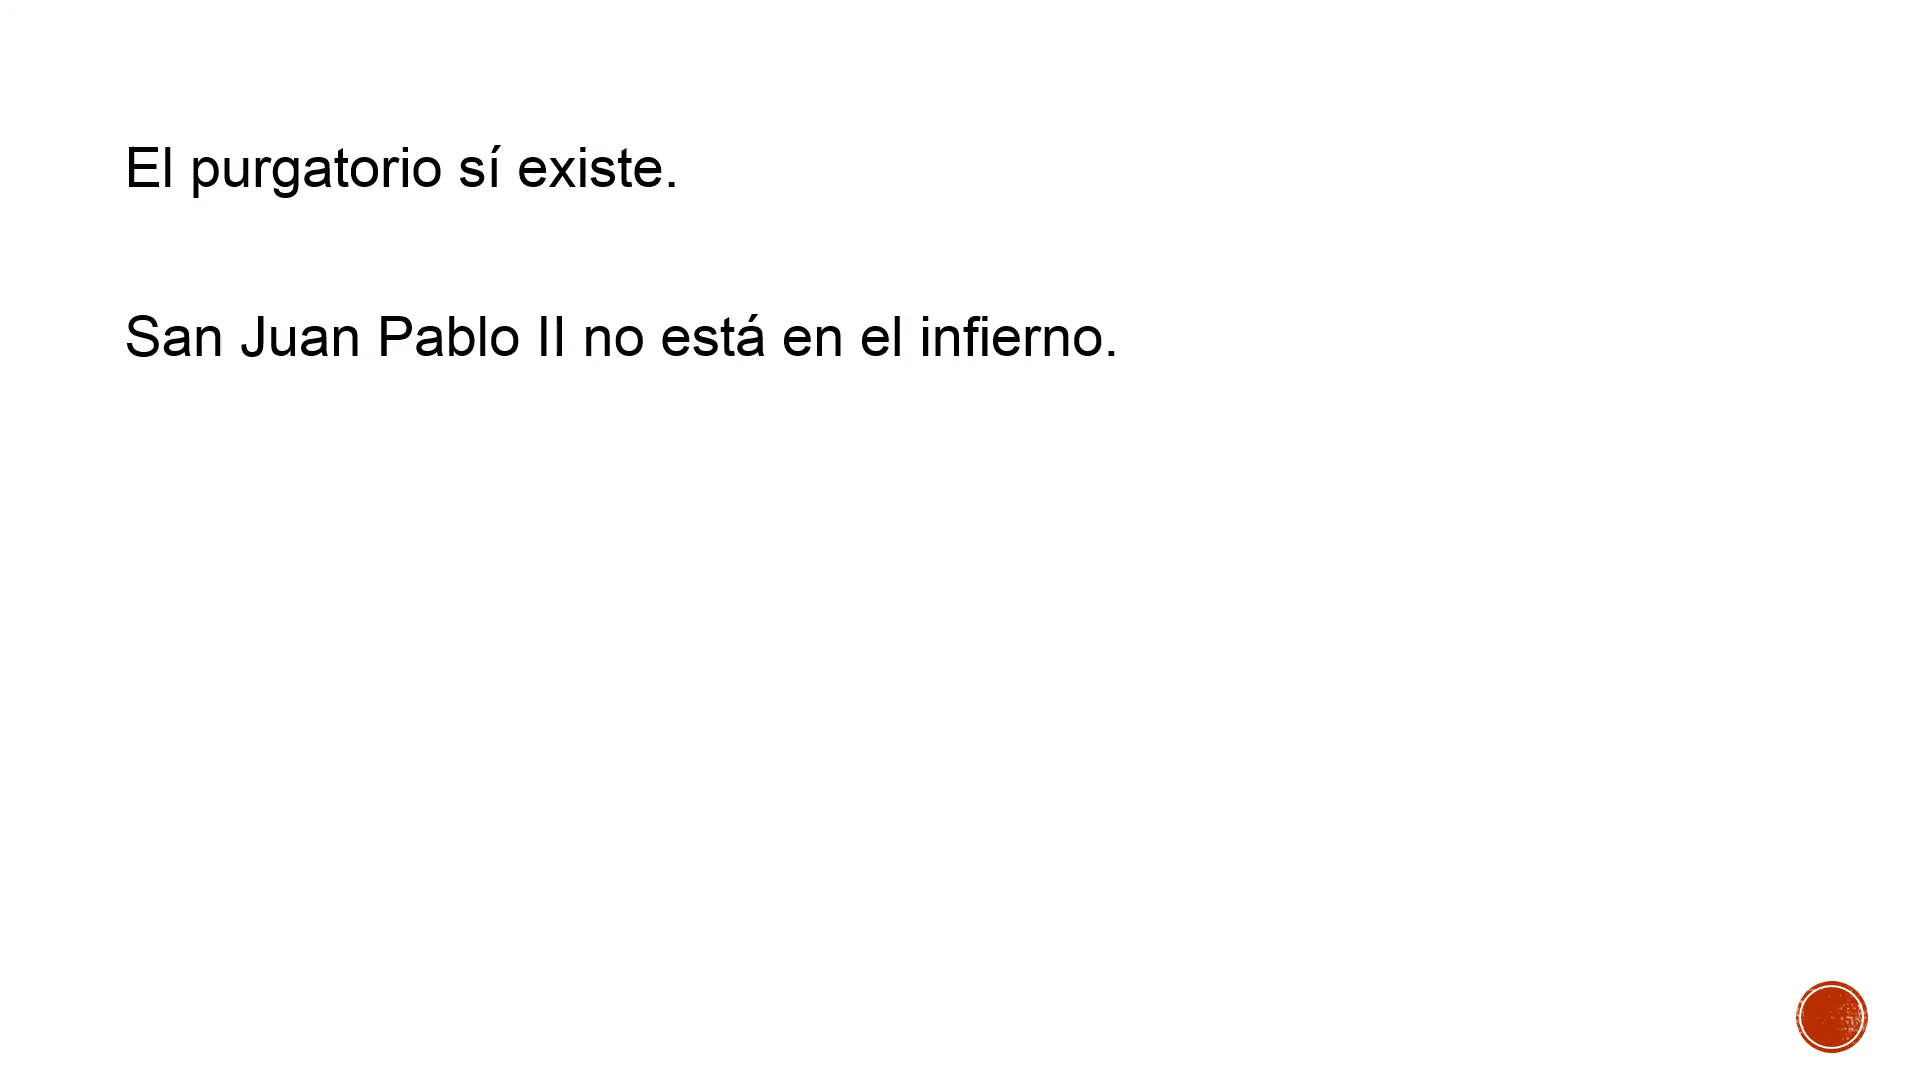 El purgatorio sí existe.
San Juan Pablo II no está en el infierno.